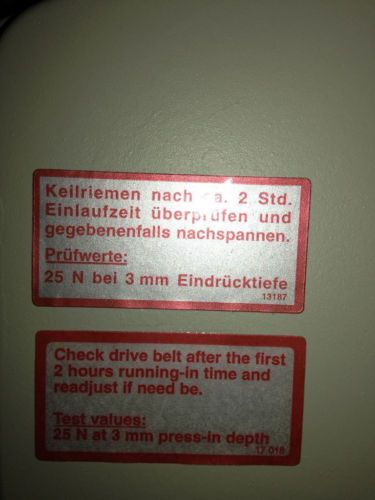 Keilriemen nach ca. 2 Std.
Einlaufzeit überprüfen und
gegebenenfalls nachspannen.
Prüfwerte:
25 N bei 3 mm Eindrücktiefe
13187
Check drive belt after the first
2 hours running-in time and
readjust if need be.
Test values:
25 N at 3 mm press-in depth
17 018